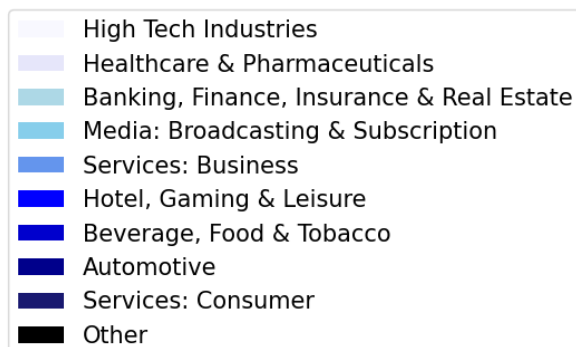 High Tech Industries
Healthcare & Pharmaceuticals
Banking, Finance, Insurance & Real Estate
Media: Broadcasting & Subscription
Services: Business
Hotel, Gaming & Leisure
Beverage, Food & Tobacco
Automotive
Services: Consumer
Other